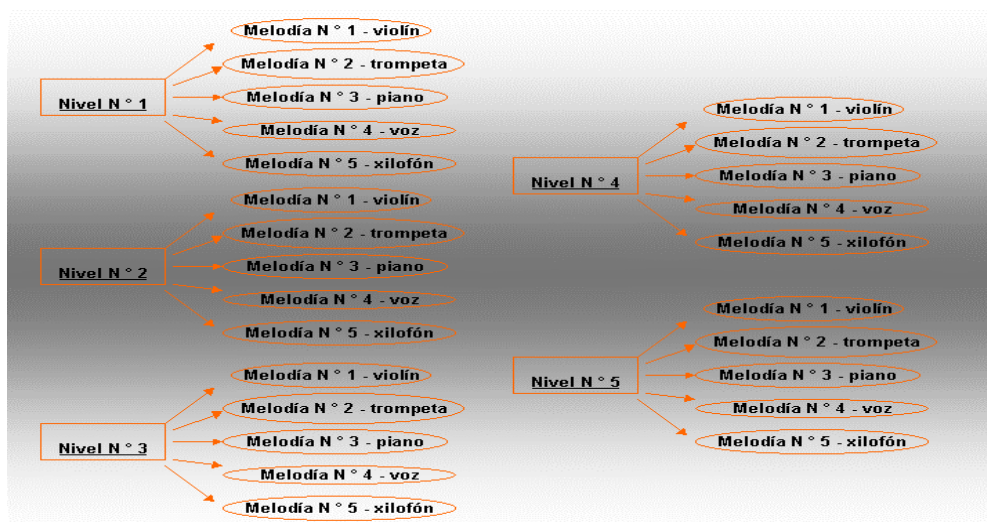 Nivel N ° 1
Melodía N ° 1 - violín
Melodía N ° 2 - trompeta
Melodía N ° 3 - piano
Melodía N ° 4 - voz
Melodía N ° 5 - xilofón
Nivel N ° 2
Melodía N ° 1 - violín
Melodía N ° 2 - trompeta
Melodía N ° 3 - piano
Melodía N ° 4 - voz
Melodía N ° 5 - xilofón
Nivel N ° 3
Melodía N ° 1 - violín
Melodía N ° 2 - trompeta
Melodía N ° 3 - piano
Melodía N ° 4 - voz
Melodía N ° 5 - xilofón
Nivel N ° 4
Melodía N ° 1 - violín
Melodía N ° 2 - trompeta
Melodía N ° 3 - piano
Melodía N ° 4 - voz
Melodía N ° 5 - xilofón
Nivel N ° 5
Melodía N ° 1 - violín
Melodía N ° 2 - trompeta
Melodía N ° 3 - piano
Melodía N ° 4 - voz
Melodía N ° 5 - xilofón